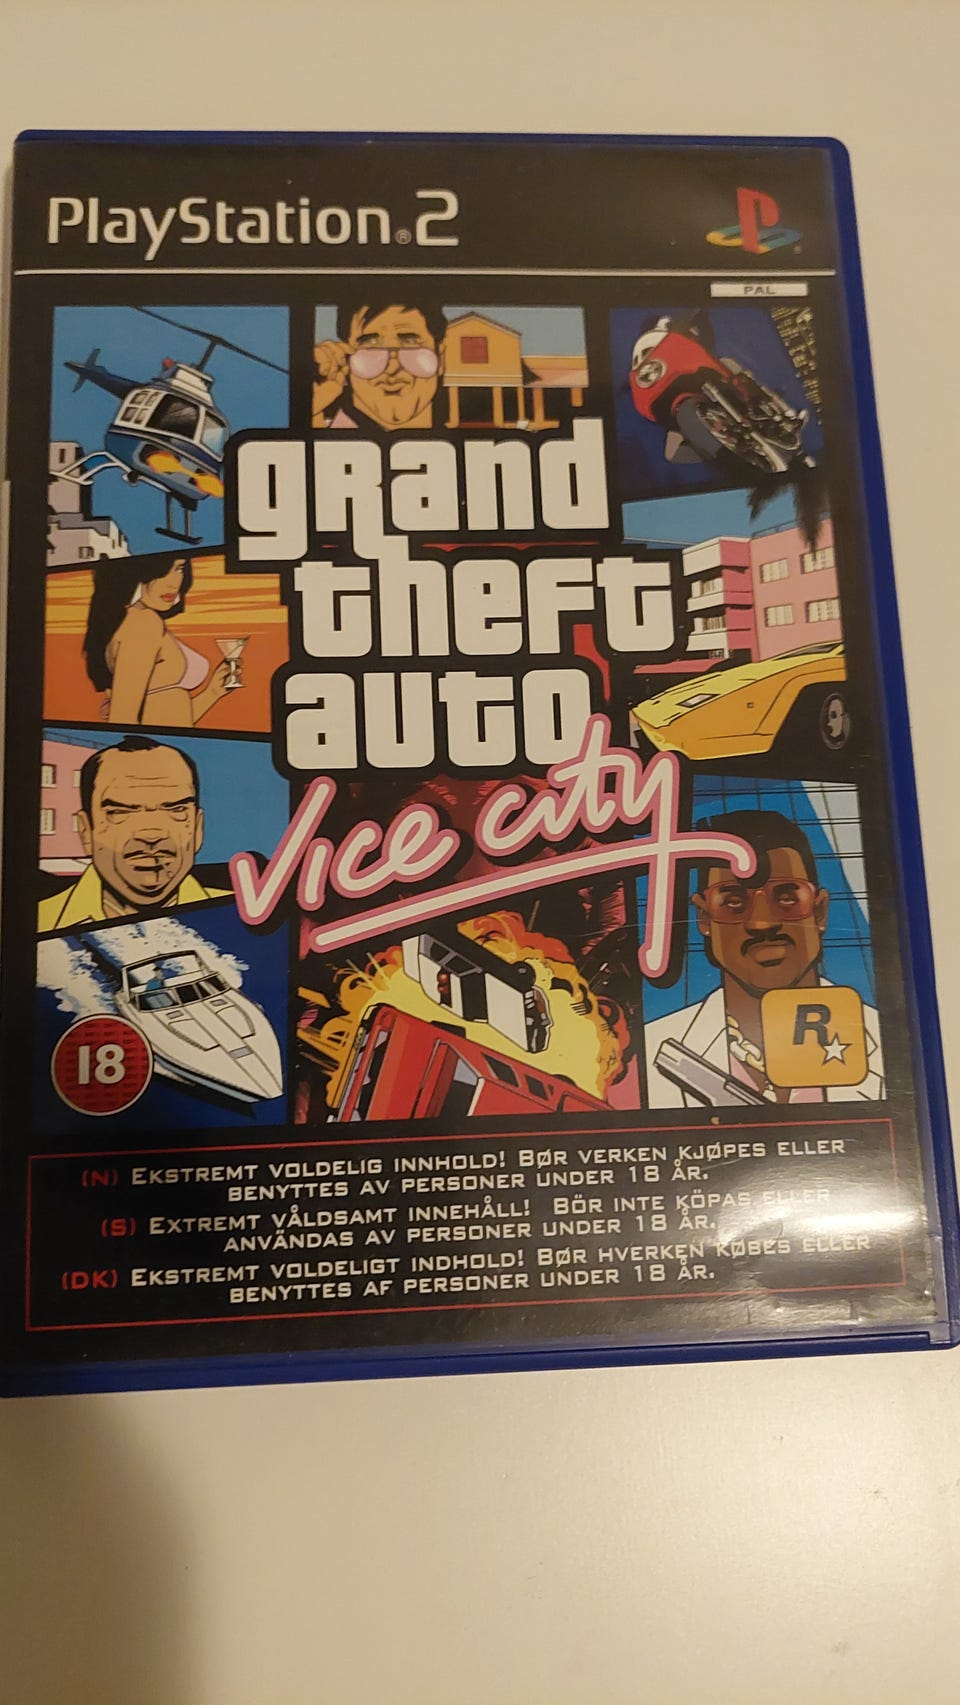 PlayStation®2
PAL
grand
theft
auto
Vice City
18
R★
(N) EKSTREMT VOLDELIG INNHOLD! BØR VERKEN KJØPES ELLER
BENYTTES AV PERSONER UNDER 18 ÅR.
(S) EXTREMT VÅLDSAMT INNEHÅLL! BÖR INTE KÖPAS ELLER
ANVÄNDAS AV PERSONER UNDER 18 ÅR.
(DK) EKSTREMT VOLDELIGT INDHOLD! BØR HVERKEN KØBES ELLER
BENYTTES AF PERSONER UNDER 18 ÅR.